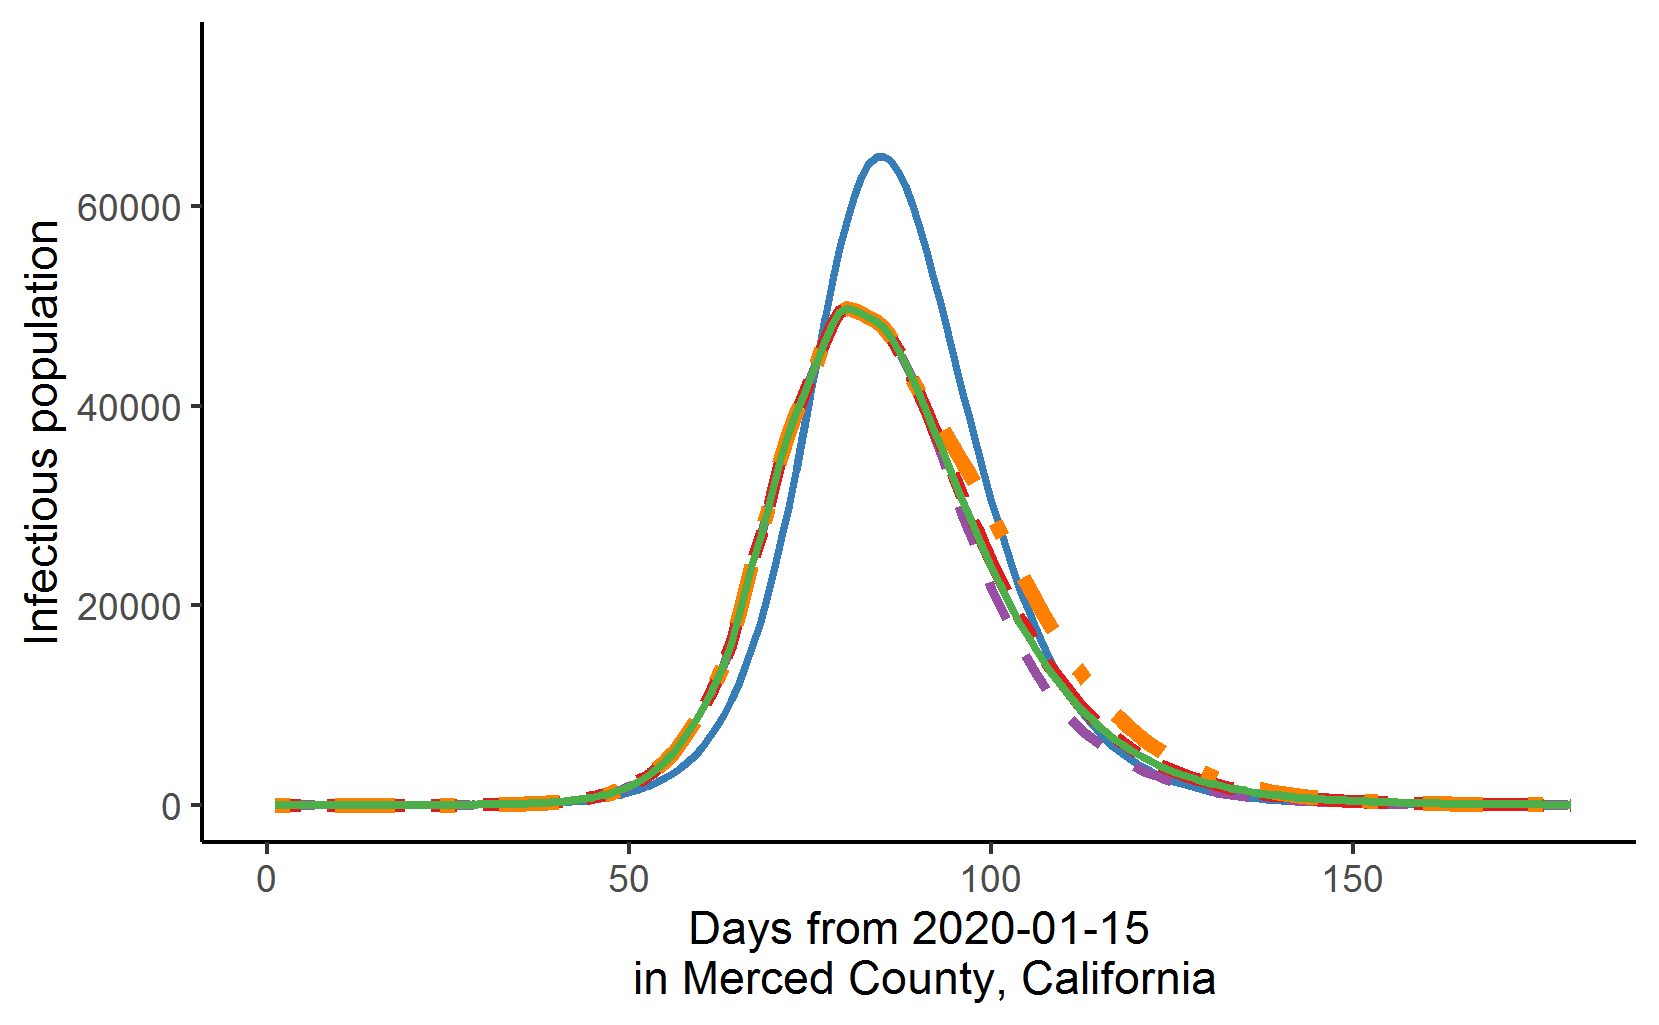 Infectious population
60000
40000
20000
0
0 50 100 150
Days from 2020-01-15
in Merced County, California